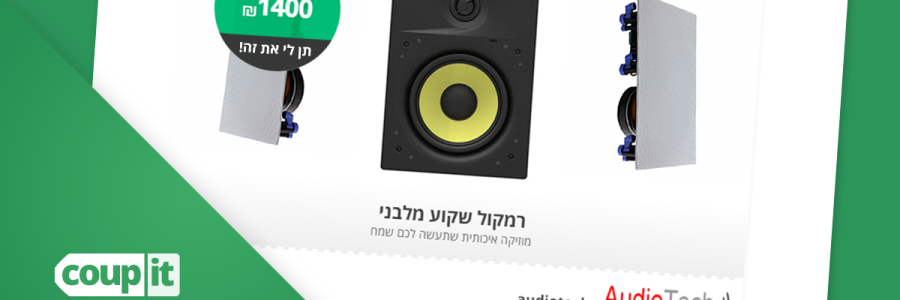 1400₪
תן לי את זה!
רמקול שקוע מלבני
מוזיקה איכותית שתעשה לכם שמח
AudioTech
coupit